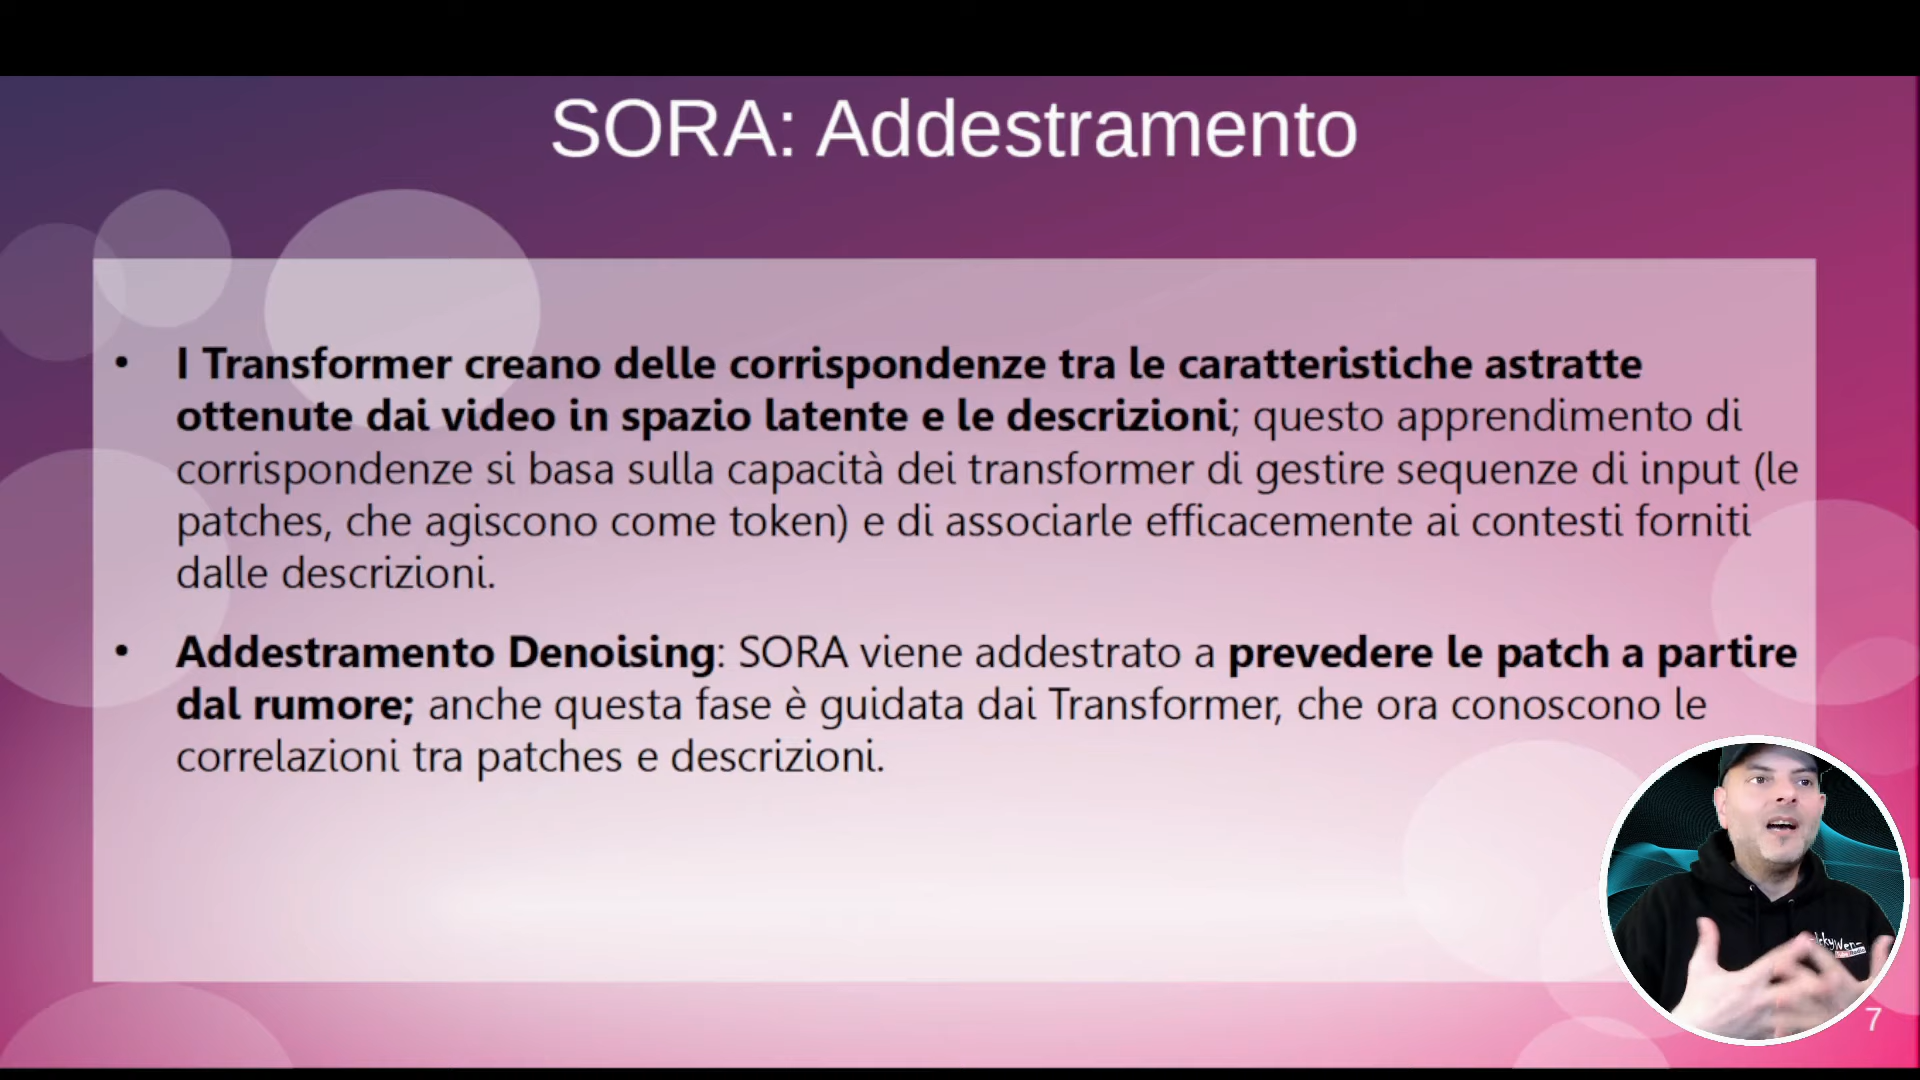 SORA: Addestramento
• I Transformer creano delle corrispondenze tra le caratteristiche astratte
ottenute dai video in spazio latente e le descrizioni; questo apprendimento di
corrispondenze si basa sulla capacità dei transformer di gestire sequenze di input (le
patches, che agiscono come token) e di associarle efficacemente ai contesti forniti
dalle descrizioni.
• Addestramento Denoising: SORA viene addestrato a prevedere le patch a partire
dal rumore; anche questa fase è guidata dai Transformer, che ora conoscono le
correlazioni tra patches e descrizioni.
7